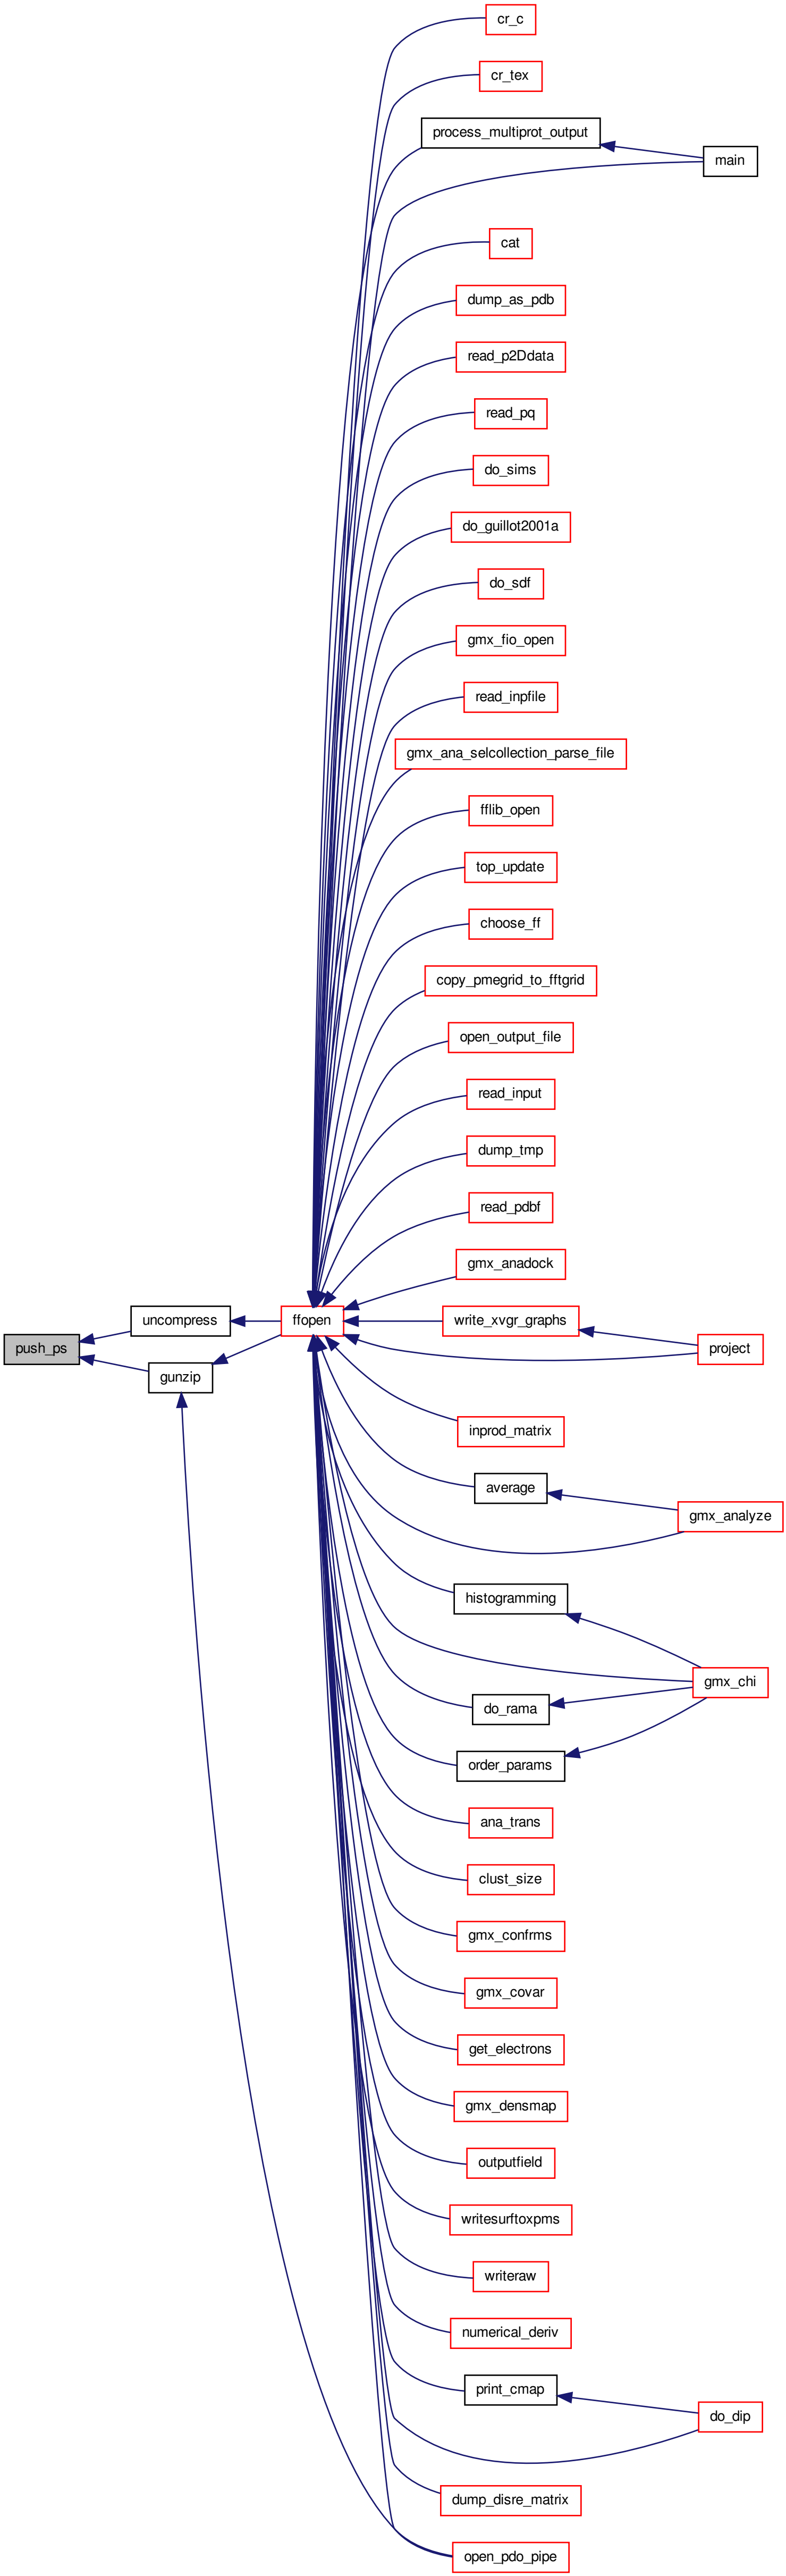 cr_c
cr_tex
process_multiprot_output
main
cat
dump_as_pdb
read_p2Ddata
read_pq
do_sims
do_guillot2001a
do_sdf
gmx_fio_open
read_inpfile
gmx_ana_selcollection_parse_file
fflib_open
top_update
choose_ff
copy_pmegrid_to_fftgrid
open_output_file
read_input
dump_tmp
read_pdbf
gmx_anadock
uncompress
ffopen
write_xvgr_graphs
push_ps
project
gunzip
inprod_matrix
average
gmx_analyze
histogramming
gmx_chi
do_rama
order_params
ana_trans
clust_size
gmx_confrms
gmx_covar
get_electrons
gmx_densmap
outputfield
writesurftoxpms
writeraw
numerical_deriv
print_cmap
do_dip
dump_disre_matrix
open_pdo_pipe